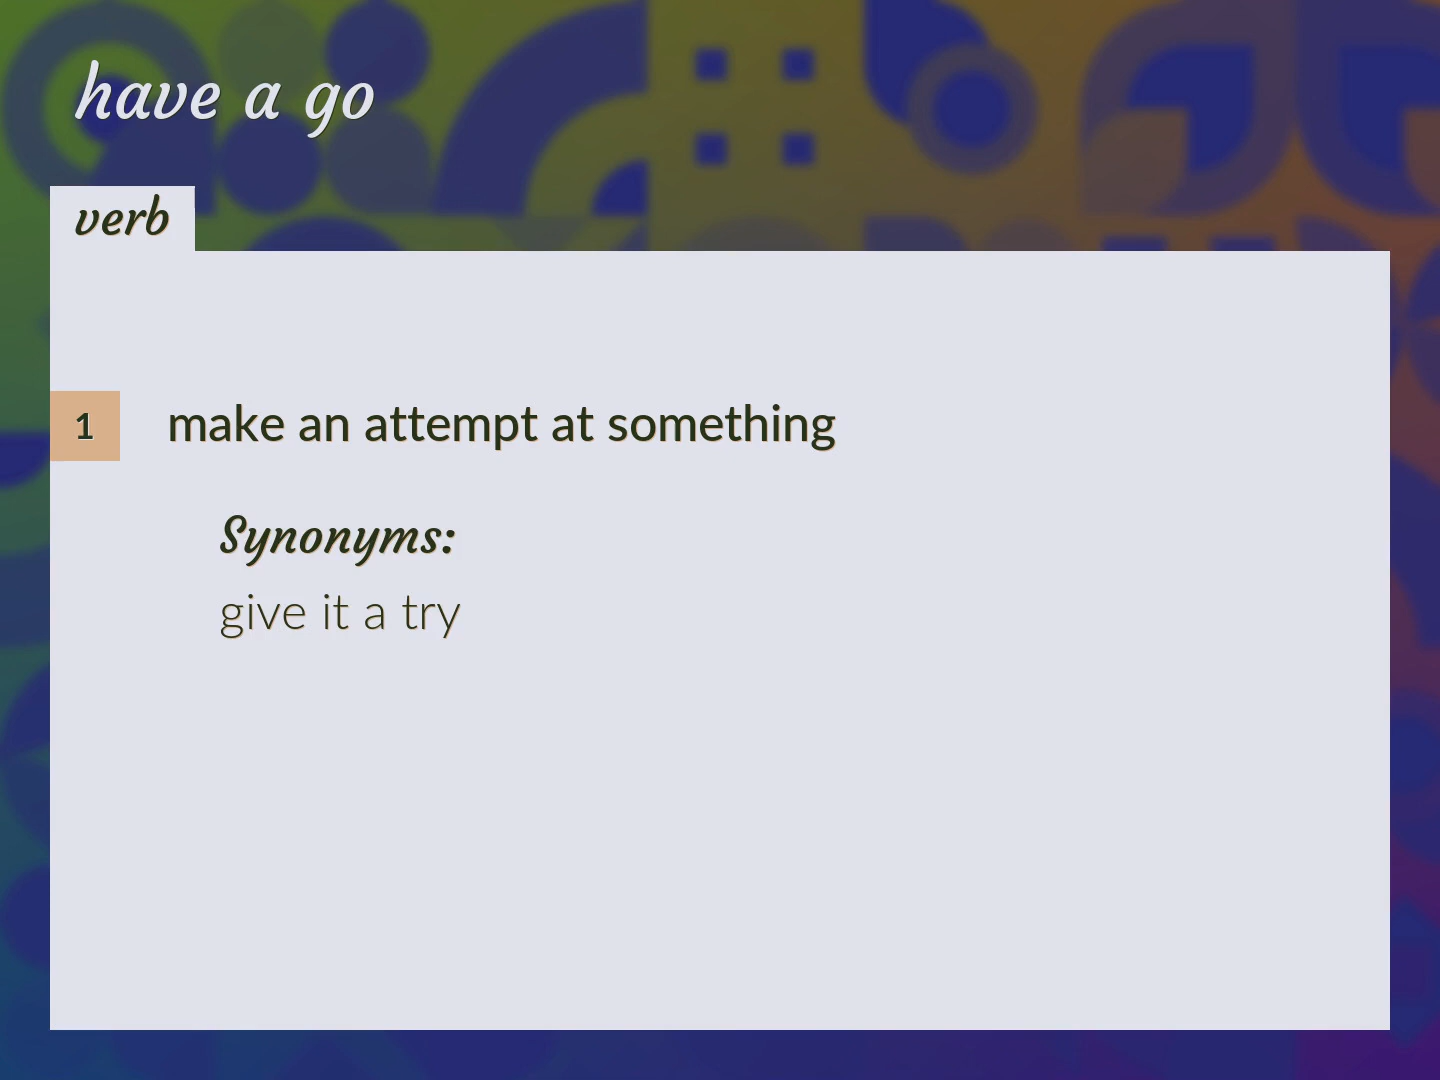 have a go
verb
1 make an attempt at something
Synonyms:
give it a try